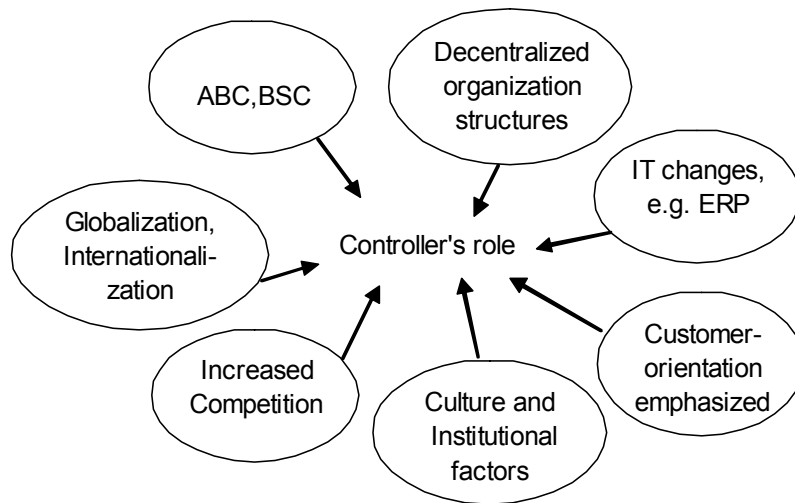 ABC,BSC
Decentralized
organization
structures
IT changes,
e.g. ERP
Globalization,
Internationali-
zation
Controller's role
Increased
Competition
Culture and
Institutional
factors
Customer-
orientation
emphasized